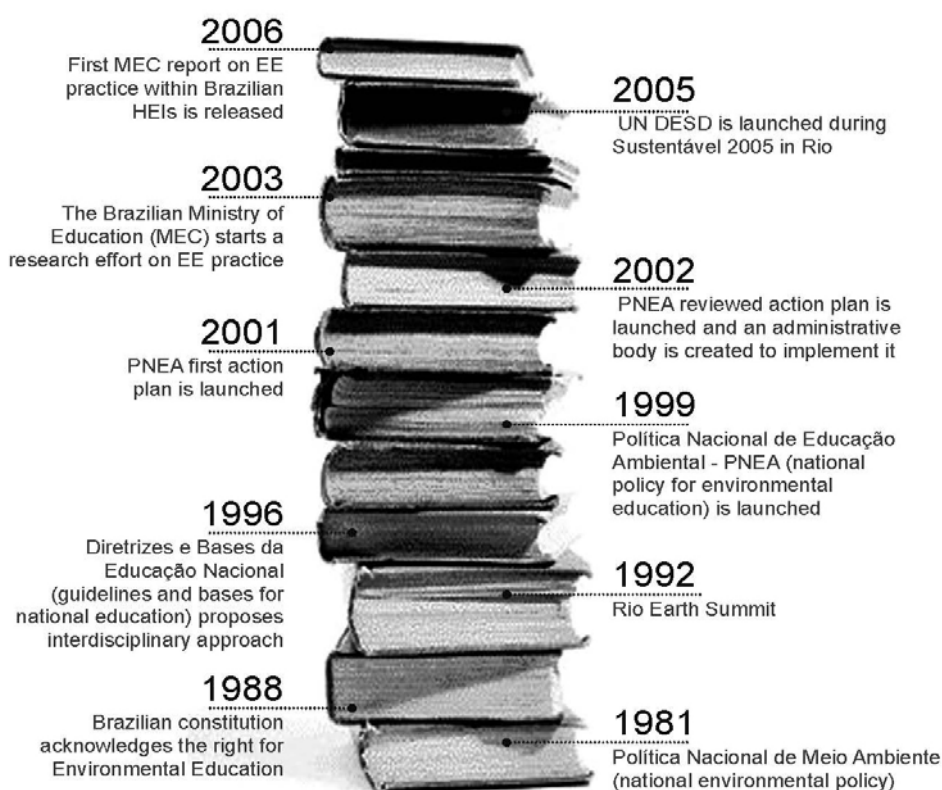 2006
First MEC report on EE
practice within Brazilian
HEIs is released
2005
UN DESD is launched during
Sustentável 2005 in Rio
2003
The Brazilian Ministry of
Education (MEC) starts a
research effort on EE practice
2002
PNEA reviewed action plan is
launched and an administrative
body is created to implement it
2001
PNEA first action
plan is launched
1999
Política Nacional de Educação
Ambiental - PNEA (national
policy for environmental
education) is launched
1996
Diretrizes e Bases da
Educação Nacional
(guidelines and bases for
national education) proposes
interdisciplinary approach
1992
Rio Earth Summit
1988
Brazilian constitution
acknowledges the right for
Environmental Education
1981
Política Nacional de Meio Ambiente
(national environmental policy)